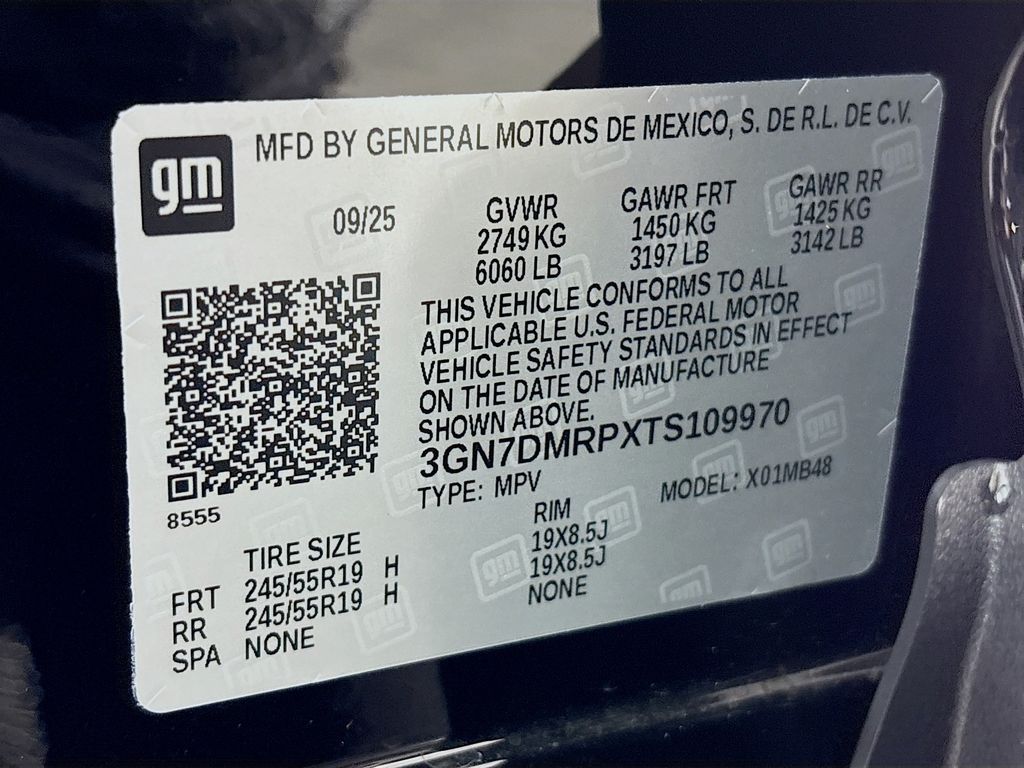 gm
MFD BY GENERAL MOTORS DE MEXICO, S. DE R.L. DE C.V.
09/25
GVWR
2749 KG
6060 LB
GAWR FRT
1450 KG
3197 LB
GAWR RR
1425 KG
3142 LB
THIS VEHICLE CONFORMS TO ALL
APPLICABLE U.S. FEDERAL MOTOR
VEHICLE SAFETY STANDARDS IN EFFECT
ON THE DATE OF MANUFACTURE
SHOWN ABOVE.
3GN7DMRPXTS109970
TYPE: MPV
MODEL: X01MB48
8555
TIRE SIZE
RIM
FRT 245/55R19 H 19X8.5J
RR 245/55R19 H 19X8.5J
SPA NONE NONE